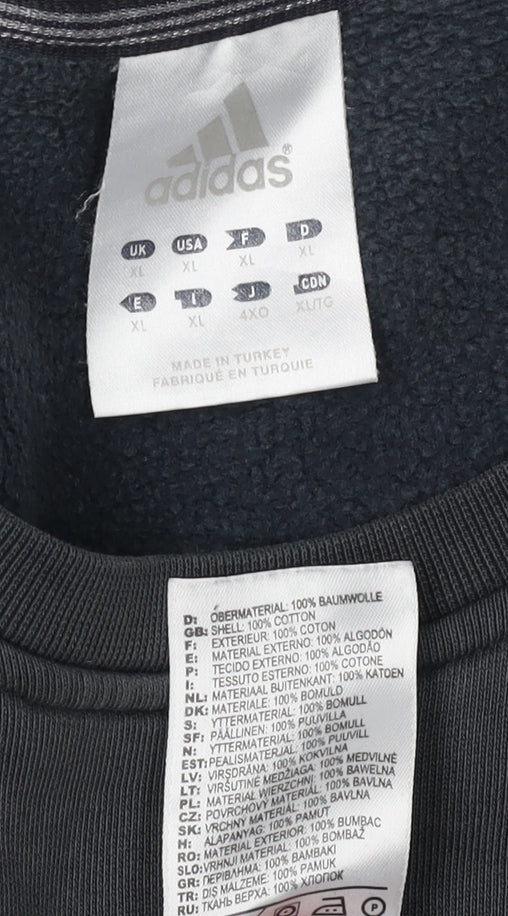 adidas®
UK USA F D
XL XL XL XL
E I J CDN
XL XL 4XO XL/TG
MADE IN TURKEY
FABRIQUÉ EN TURQUIE
D: ÓBERMATERIAL: 100% BAUMWOLLE
GB: SHELL: 100% COTTON
F: EXTERIEUR: 100% COTON
E: MATERIAL EXTERNO: 100% ALGODÓN
P: TECIDO EXTERNO: 100% ALGODÃO
I: TESSUTO ESTERNO: 100% COTONE
NL: MATERIAAL BUITENKANT: 100% KATOEN
DK: MATERIALE: 100% BOMULD
S: YTTERMATERIAL: 100% BOMULL
SF: PÄÄLLINEN: 100% PUUVILLA
N: YTTERMATERIAL: 100% BOMULL
EST: PEALISMATERJAL: 100% PUUVILL
LV: VIRSDRĀNA: 100% KOKVILNA
LT: VIRŠUTINĖ MEDŽIAGA: 100% MEDVILNĖ
PL: MATERIAŁ WIERZCHNI: 100% BAWEŁNA
CZ: POVRCHOVÝ MATERIÁL: 100% BAVLNA
SK: VRCHNÝ MATERIÁL: 100% BAVLNA
H: ALAPANYAG: 100% PAMUT
RO: MATERIAL EXTERIOR: 100% BUMBAC
SLO: VRHNJI MATERIAL: 100% BOMBAŽ
GR: ΠΕΡΙΒΛΗΜΑ: 100% ΒΑΜΒΑΚΙ
TR: DIŞ MALZEME: 100% PAMUK
RU: ТКАНЬ ВЕРХА: 100% ХЛОПОК
P